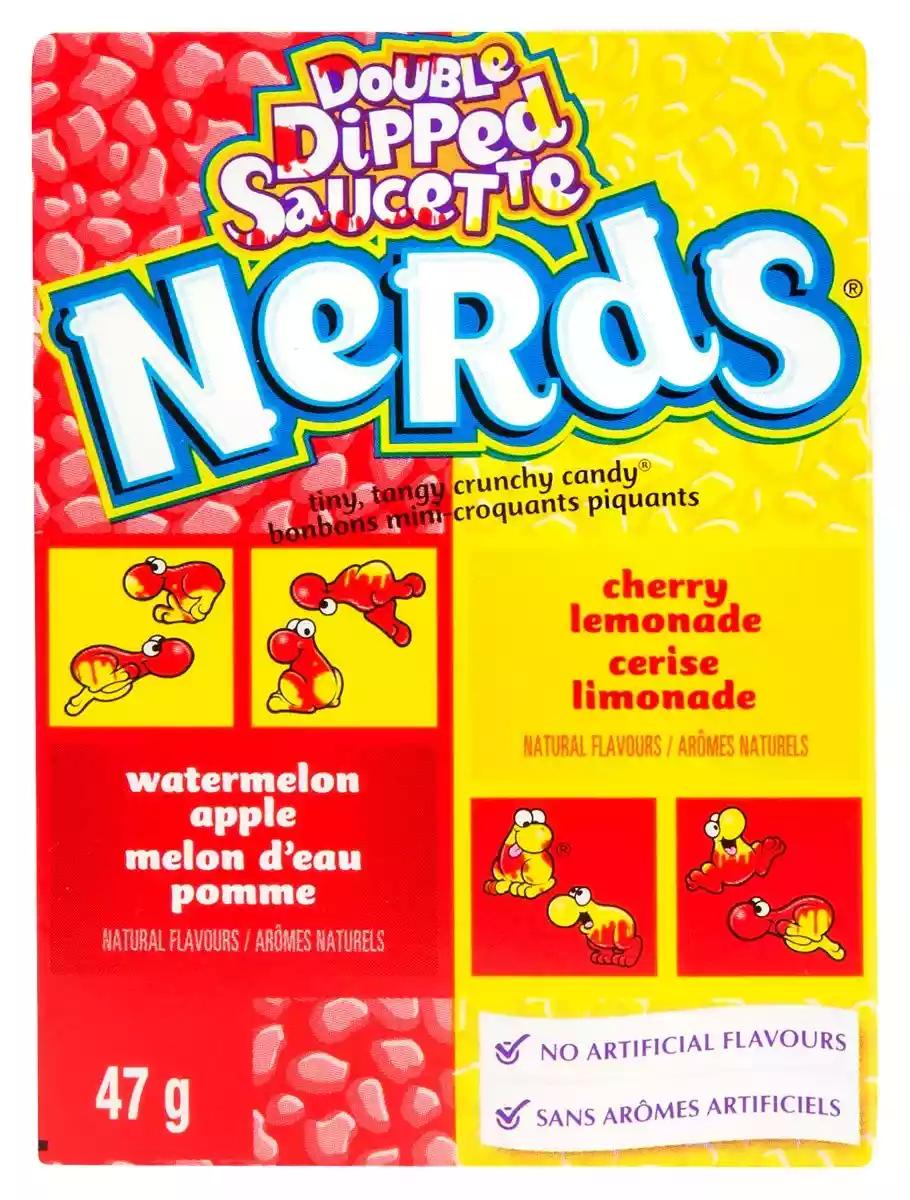 Double
Dipped
Saucette
Nerds®
tiny, tangy crunchy candy®
bonbons mini-croquants piquants
cherry
lemonade
cerise
limonade
NATURAL FLAVOURS / ARÔMES NATURELS
watermelon
apple
melon d'eau
pomme
NATURAL FLAVOURS / ARÔMES NATURELS
®
47 g
NO ARTIFICIAL FLAVOURS
SANS ARÔMES ARTIFICIELS